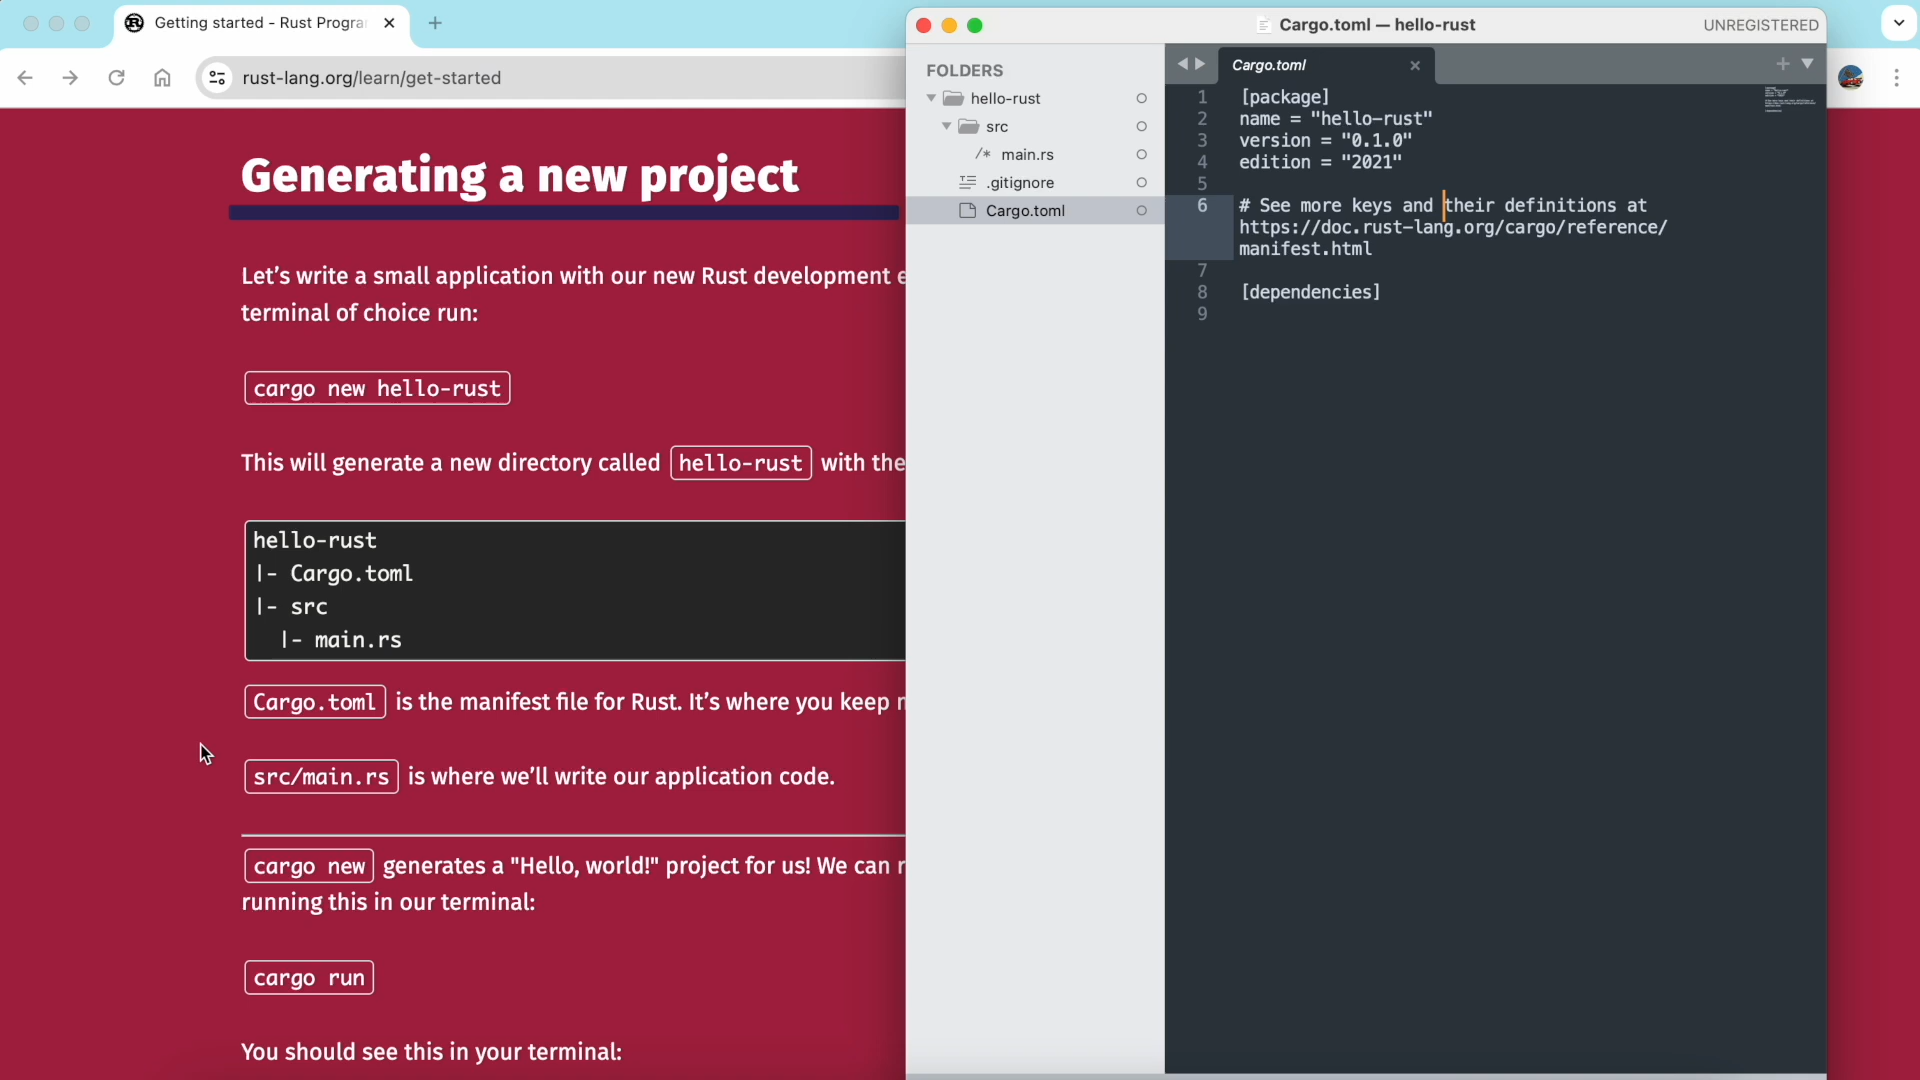 Getting started - Rust Progra
rust-lang.org/learn/get-started
Generating a new project
Let's write a small application with our new Rust development e
terminal of choice run:
cargo new hello-rust
This will generate a new directory called hello-rust with the
hello-rust
|- Cargo.toml
|- src
|- main.rs
Cargo.toml is the manifest file for Rust. It's where you keep
src/main.rs is where we'll write our application code.
cargo new generates a "Hello, world!" project for us! We can r
running this in our terminal:
cargo run
You should see this in your terminal:
Cargo.toml — hello-rust
UNREGISTERED
FOLDERS
hello-rust
src
/* main.rs
.gitignore
Cargo.toml
Cargo.toml
1 [package]
2 name = "hello-rust"
3 version = "0.1.0"
4 edition = "2021"
5
6 # See more keys and their definitions at
https://doc.rust-lang.org/cargo/reference/
manifest.html
7
8 [dependencies]
9